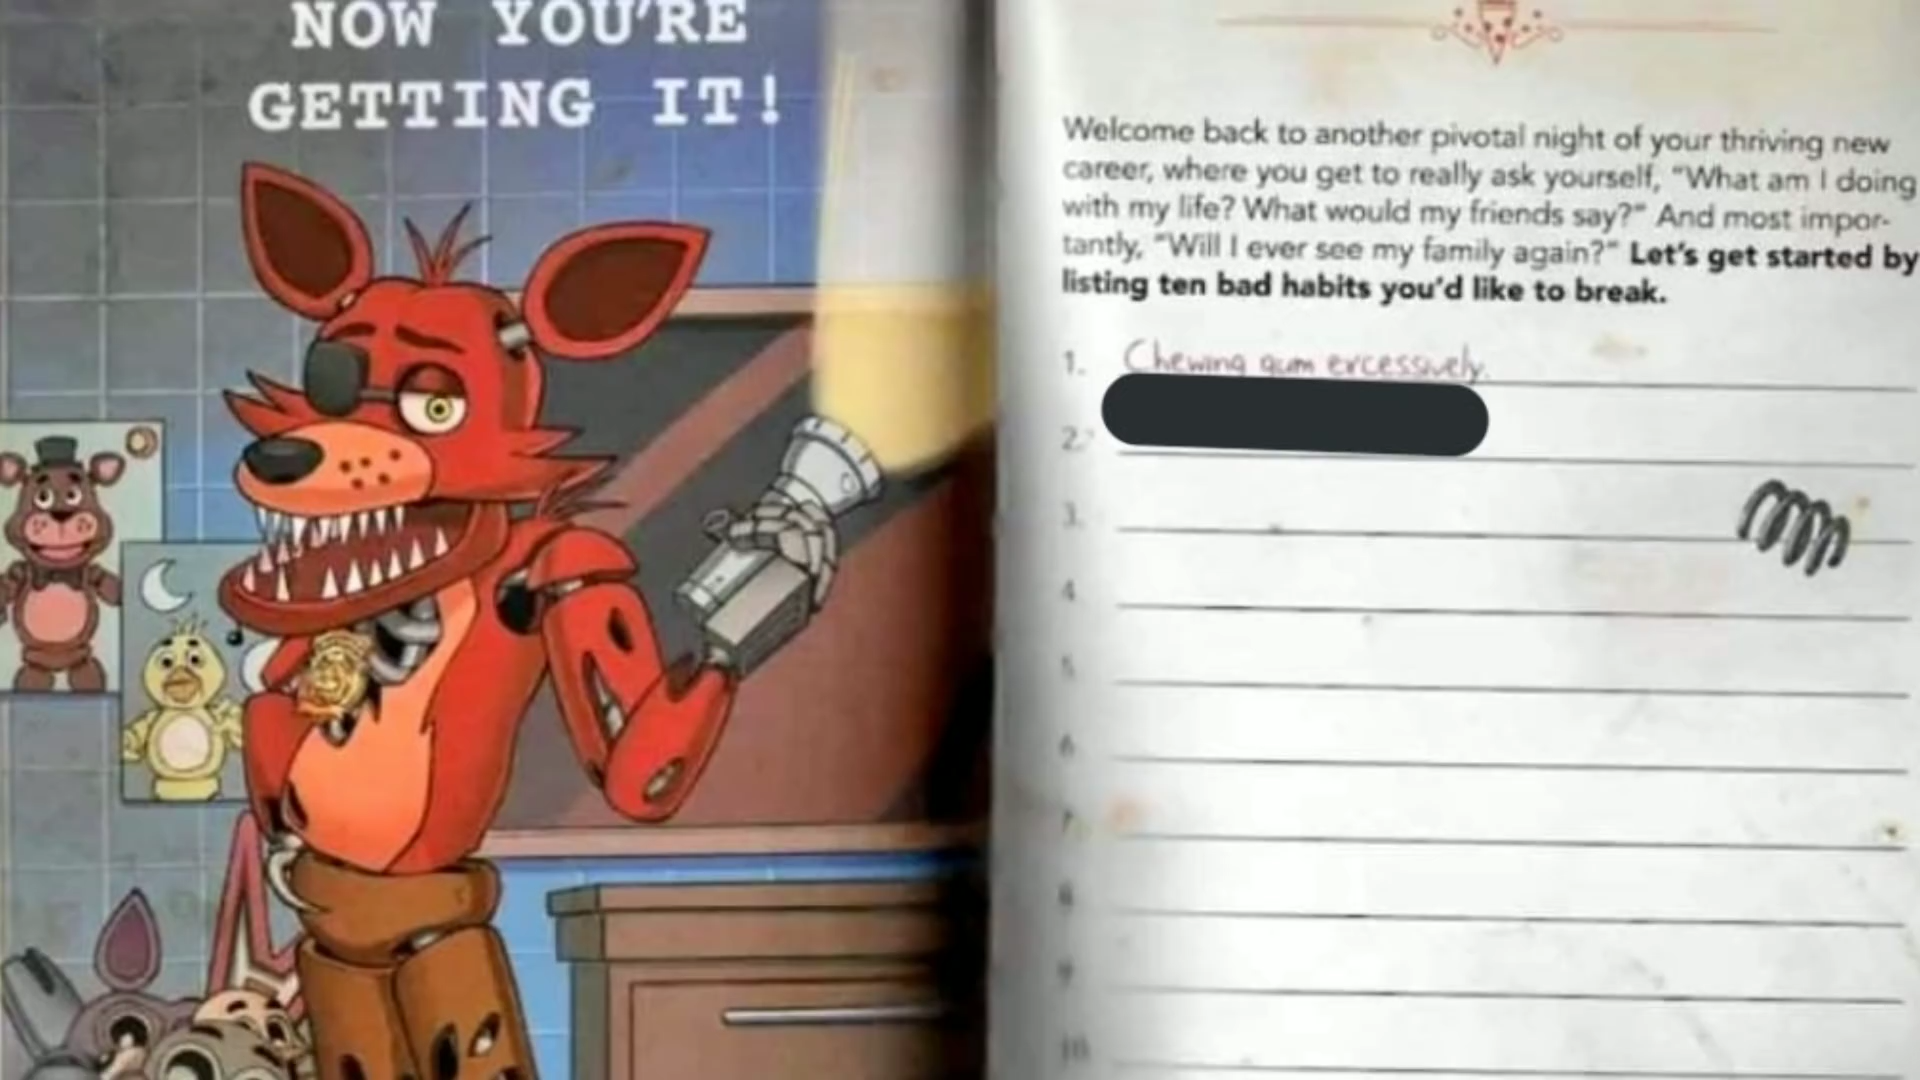 NOW YOU'RE
GETTING IT!
Welcome back to another pivotal night of your thriving new
career, where you get to really ask yourself, "What am I doing
with my life? What would my friends say?" And most impor-
tantly, "Will I ever see my family again?" Let's get started by
listing ten bad habits you'd like to break.
1. Chewing gum excessively.
2.
3.
4
5
6
7.
8
9
10